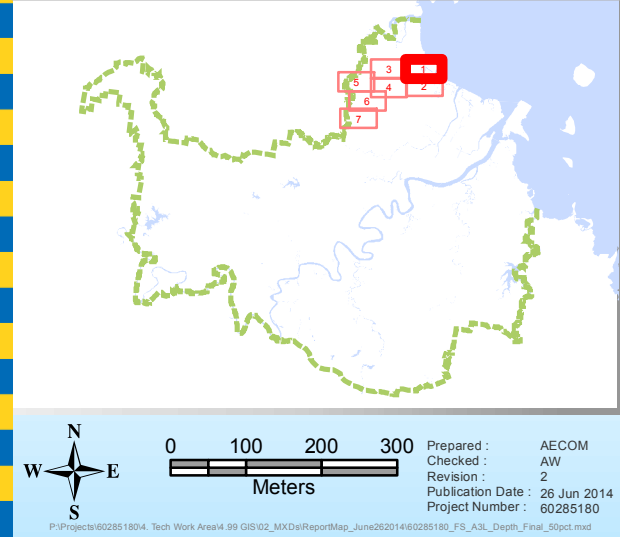 3
1
5
4
2
6
7
N
W E
S
0 100 200 300
Meters
Prepared : AECOM
Checked : AW
Revision : 2
Publication Date : 26 Jun 2014
Project Number : 60285180
P:\Projects\60285180\4. Tech Work Area\4.99 GIS\02_MXDs\ReportMap_June262014\60285180_FS_A3L_Depth_Final_50pct.mxd